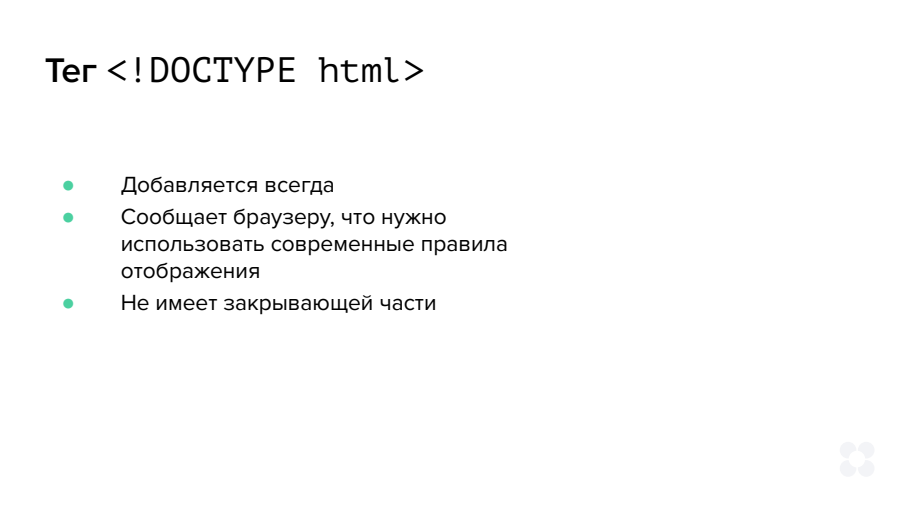 Тег <!DOCTYPE html>
Добавляется всегда
Сообщает браузеру, что нужно
использовать современные правила
отображения
Не имеет закрывающей части